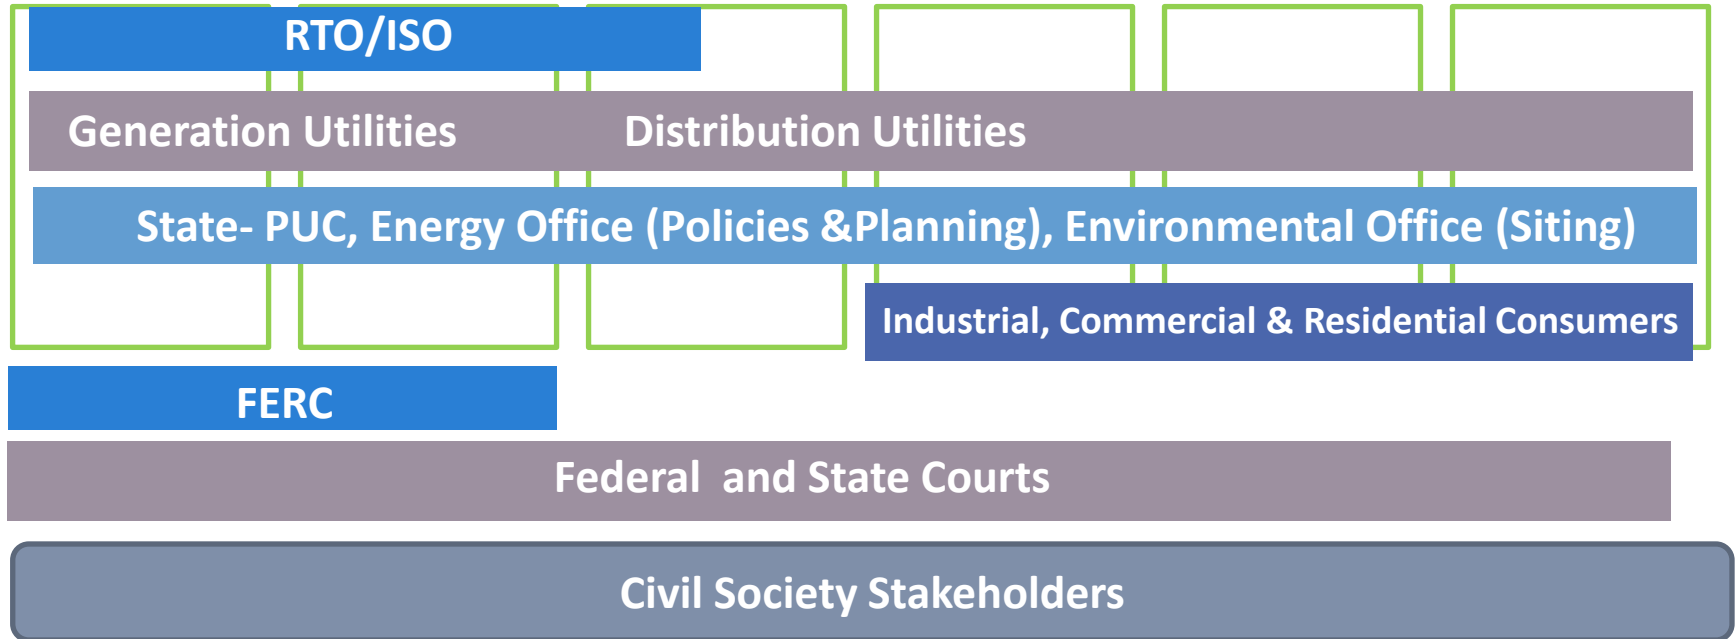 RTO/ISO
Generation Utilities Distribution Utilities
State- PUC, Energy Office (Policies &Planning), Environmental Office (Siting)
Industrial, Commercial & Residential Consumers
FERC
Federal and State Courts
Civil Society Stakeholders